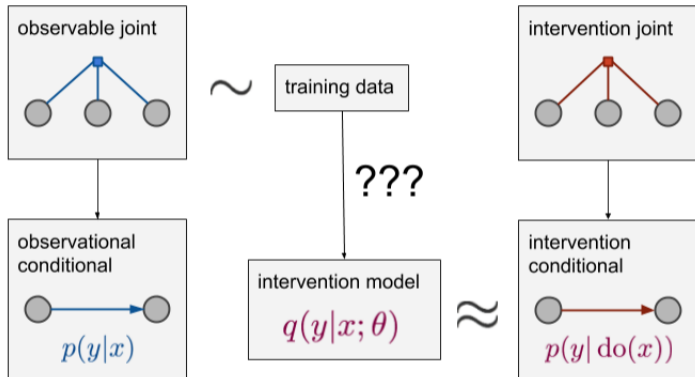 observable joint
~
training data
intervention joint
???
observational
conditional
p(y|x)
intervention model
q(y|x; θ)
≈
intervention
conditional
p(y| do(x))